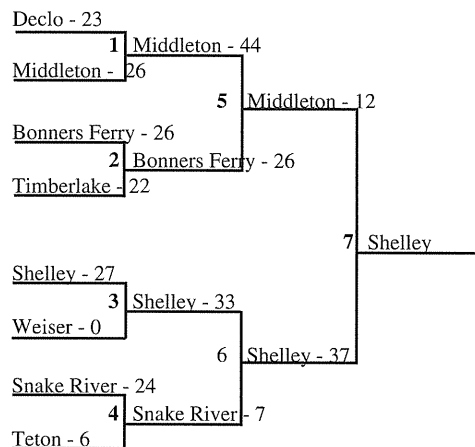 Declo - 23
1 Middleton - 44
Middleton - 26
5 Middleton - 12
Bonners Ferry - 26
2 Bonners Ferry - 26
Timberlake - 22
7 Shelley
Shelley - 27
3 Shelley - 33
Weiser - 0
6 Shelley - 37
Snake River - 24
4 Snake River - 7
Teton - 6